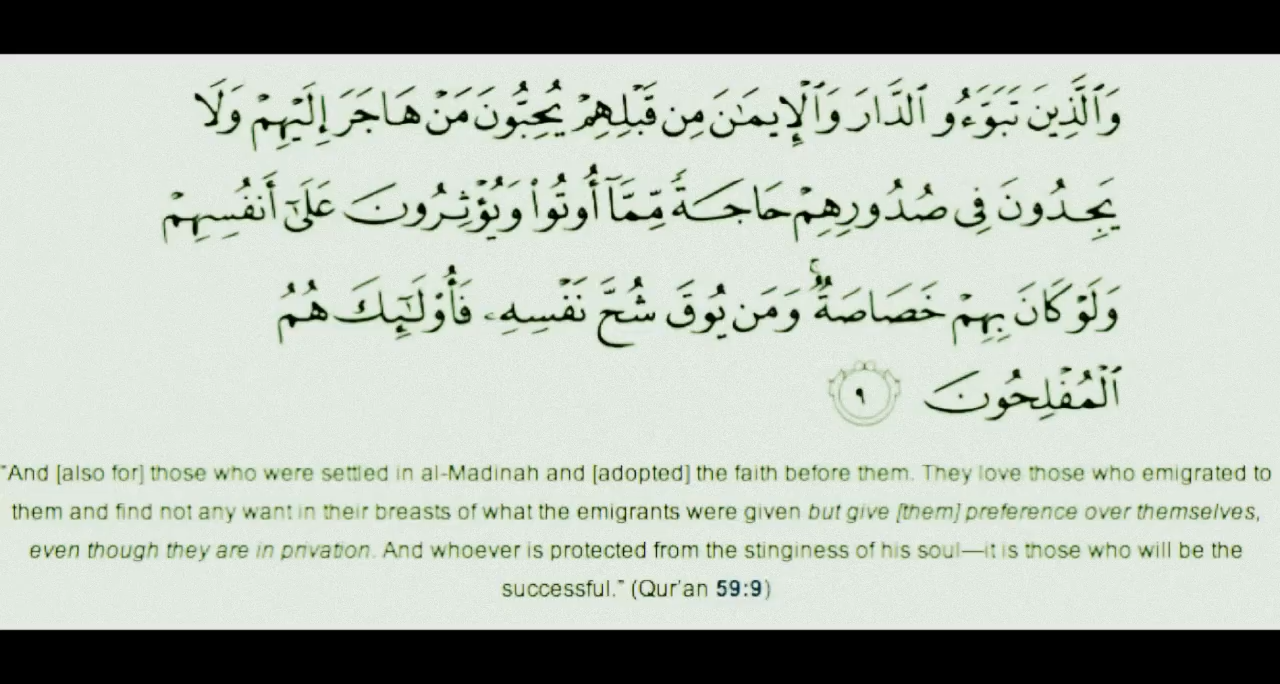 وَٱلَّذِينَ تَبَوَّءُو ٱلدَّارَ وَٱلْإِيمَـٰنَ مِن قَبْلِهِمْ يُحِبُّونَ مَنْ هَاجَرَ إِلَيْهِمْ وَلَا
يَجِدُونَ فِى صُدُورِهِمْ حَاجَةً مِّمَّآ أُوتُوا۟ وَيُؤْثِرُونَ عَلَىٰٓ أَنفُسِهِمْ
وَلَوْ كَانَ بِهِمْ خَصَاصَةٌ ۚ وَمَن يُوقَ شُحَّ نَفْسِهِۦ فَأُو۟لَـٰٓئِكَ هُمُ
ٱلْمُفْلِحُونَ ٩
"And [also for] those who were settled in al-Madinah and [adopted] the faith before them. They love those who emigrated to
them and find not any want in their breasts of what the emigrants were given but give [them] preference over themselves,
even though they are in privation. And whoever is protected from the stinginess of his soul—it is those who will be the
successful." (Qur'an 59:9)